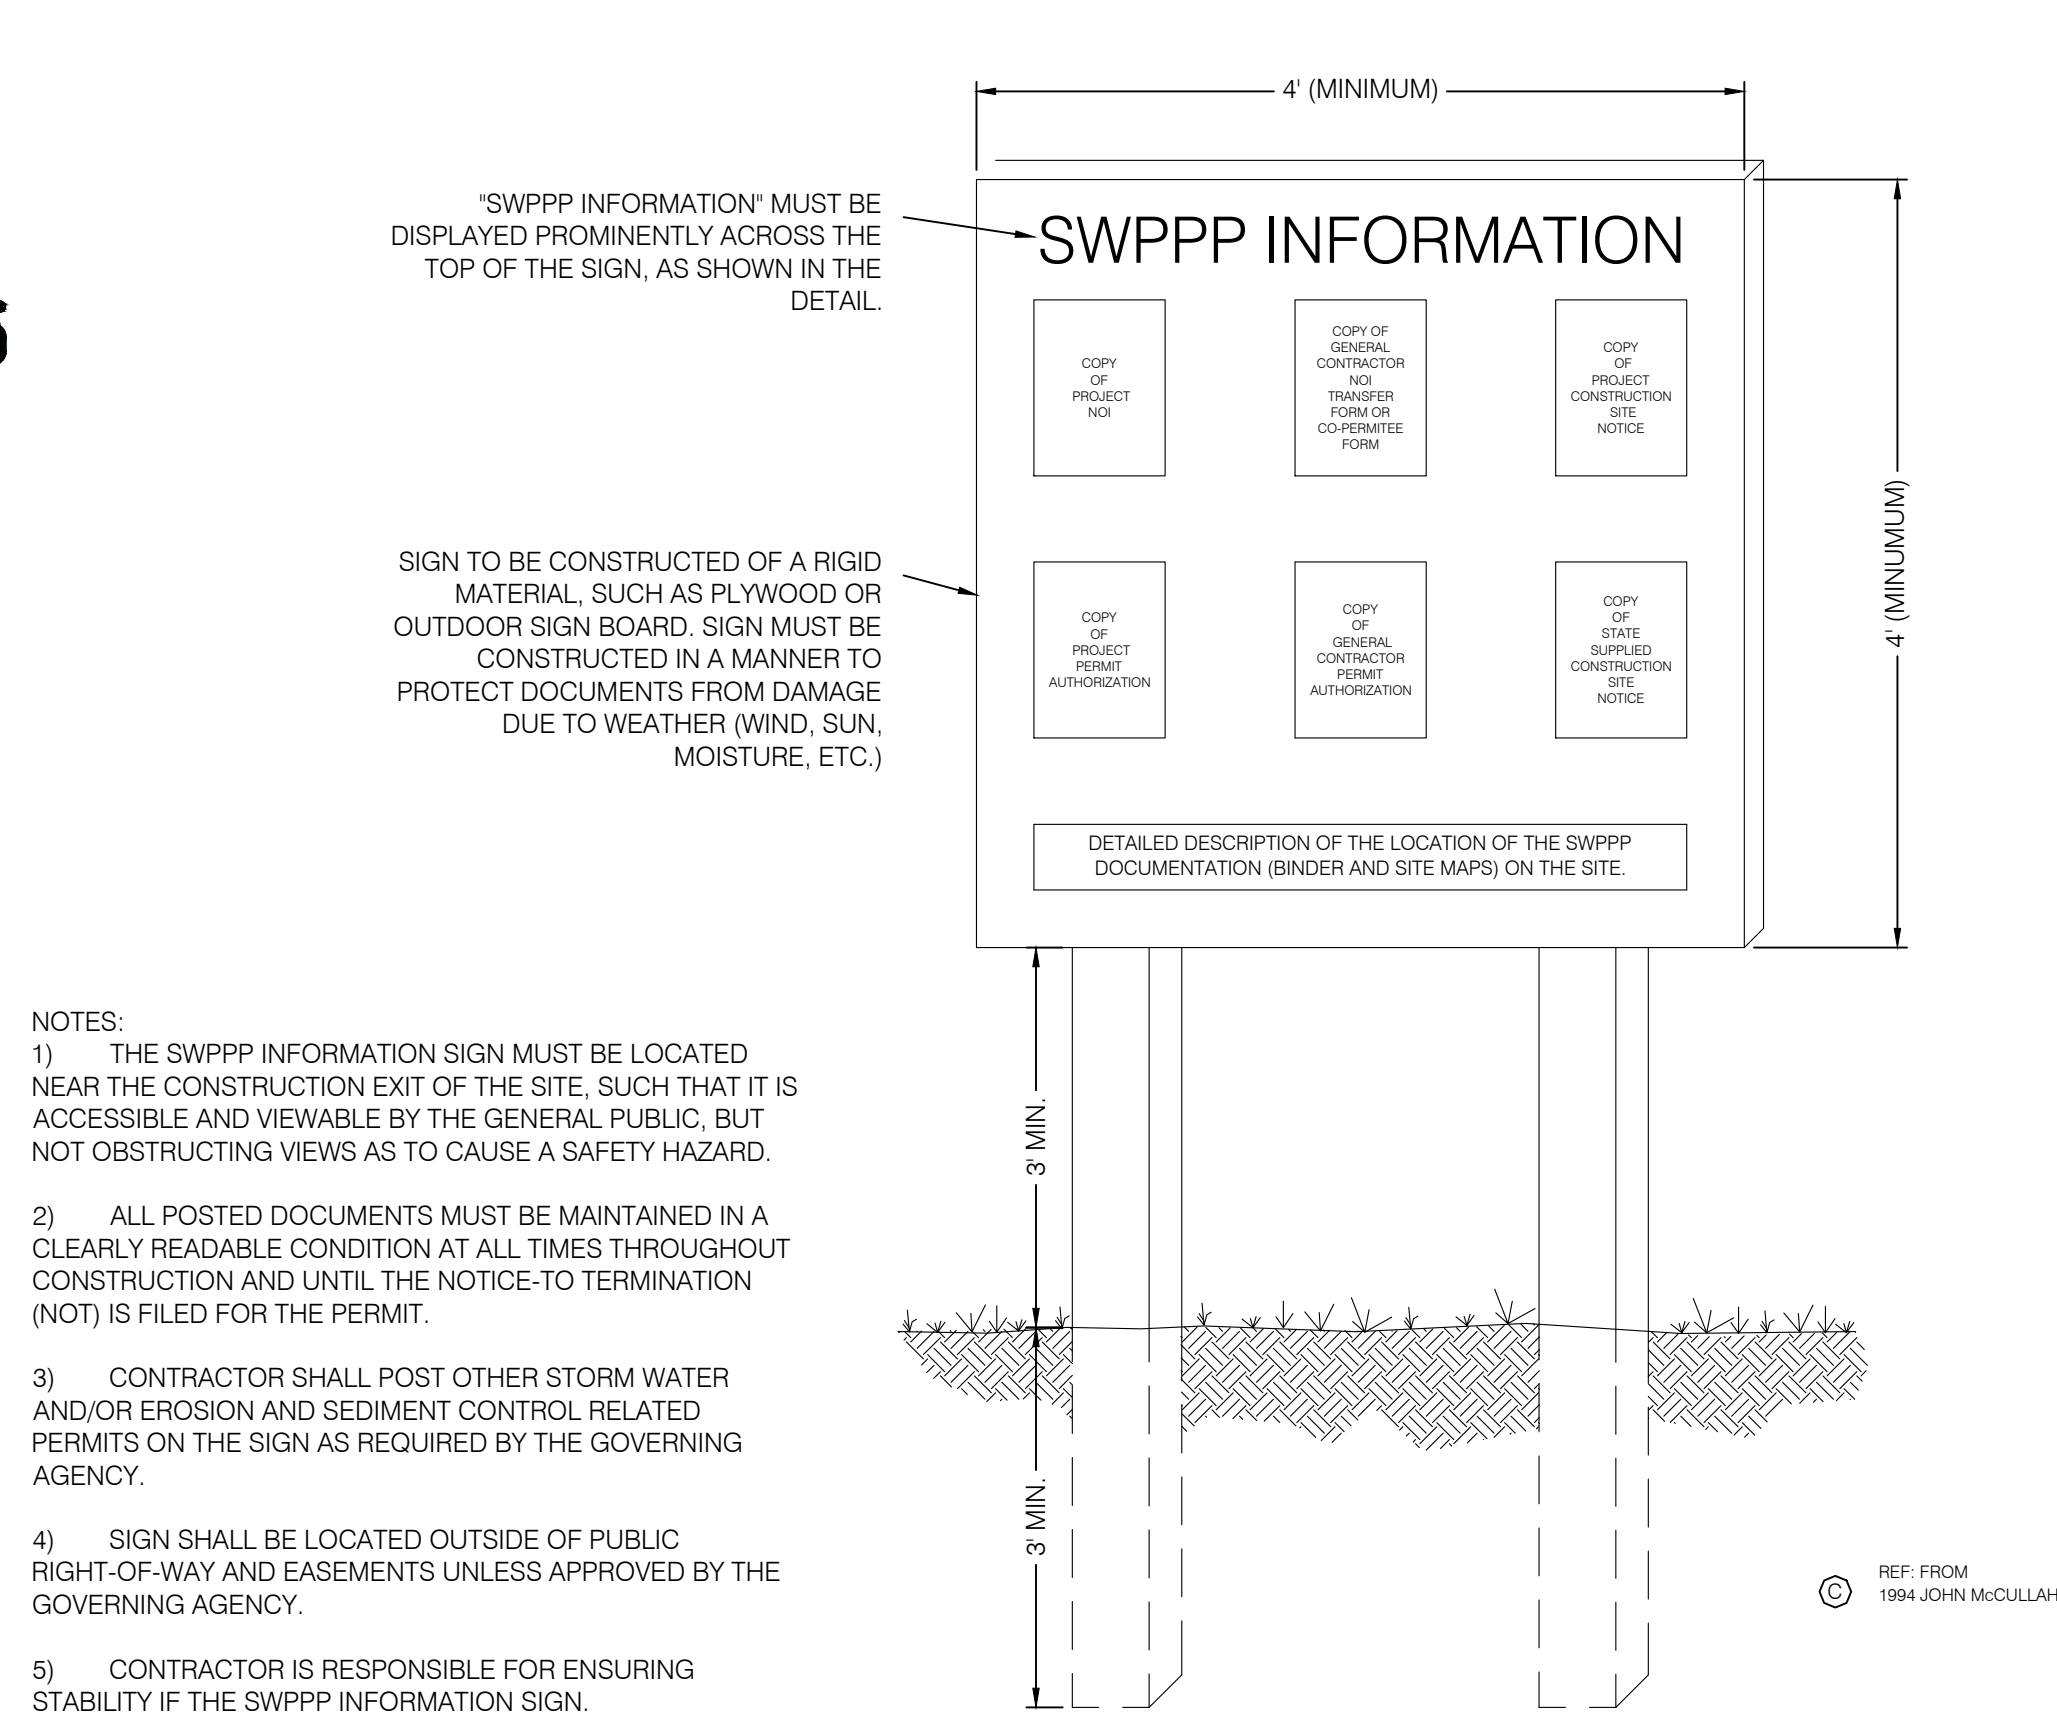 4' (MINIMUM)
"SWPPP INFORMATION" MUST BE
DISPLAYED PROMINENTLY ACROSS THE
TOP OF THE SIGN, AS SHOWN IN THE
DETAIL.
SWPPP INFORMATION
COPY
OF
PROJECT
NOI
COPY OF
GENERAL
CONTRACTOR
NOI
TRANSFER
FORM OR
CO-PERMITEE
FORM
COPY
OF
PROJECT
CONSTRUCTION
SITE
NOTICE
4' (MINUMUM)
SIGN TO BE CONSTRUCTED OF A RIGID
MATERIAL, SUCH AS PLYWOOD OR
OUTDOOR SIGN BOARD. SIGN MUST BE
CONSTRUCTED IN A MANNER TO
PROTECT DOCUMENTS FROM DAMAGE
DUE TO WEATHER (WIND, SUN,
MOISTURE, ETC.)
COPY
OF
PROJECT
PERMIT
AUTHORIZATION
COPY
OF
GENERAL
CONTRACTOR
PERMIT
AUTHORIZATION
COPY
OF
STATE
SUPPLIED
CONSTRUCTION
SITE
NOTICE
DETAILED DESCRIPTION OF THE LOCATION OF THE SWPPP
DOCUMENTATION (BINDER AND SITE MAPS) ON THE SITE.
NOTES:
1) THE SWPPP INFORMATION SIGN MUST BE LOCATED
NEAR THE CONSTRUCTION EXIT OF THE SITE, SUCH THAT IT IS
ACCESSIBLE AND VIEWABLE BY THE GENERAL PUBLIC, BUT
NOT OBSTRUCTING VIEWS AS TO CAUSE A SAFETY HAZARD.
2) ALL POSTED DOCUMENTS MUST BE MAINTAINED IN A
CLEARLY READABLE CONDITION AT ALL TIMES THROUGHOUT
CONSTRUCTION AND UNTIL THE NOTICE-TO TERMINATION
(NOT) IS FILED FOR THE PERMIT.
3) CONTRACTOR SHALL POST OTHER STORM WATER
AND/OR EROSION AND SEDIMENT CONTROL RELATED
PERMITS ON THE SIGN AS REQUIRED BY THE GOVERNING
AGENCY.
4) SIGN SHALL BE LOCATED OUTSIDE OF PUBLIC
RIGHT-OF-WAY AND EASEMENTS UNLESS APPROVED BY THE
GOVERNING AGENCY.
5) CONTRACTOR IS RESPONSIBLE FOR ENSURING
STABILITY IF THE SWPPP INFORMATION SIGN.
3' MIN.
3' MIN.
C
REF: FROM
1994 JOHN McCULLAH